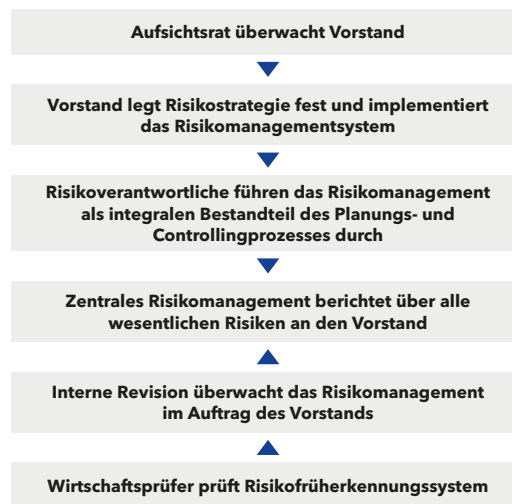 Aufsichtsrat überwacht Vorstand
Vorstand legt Risikostrategie fest und implementiert
das Risikomanagementsystem
Risikoverantwortliche führen das Risikomanagement
als integralen Bestandteil des Planungs- und
Controllingprozesses durch
Zentrales Risikomanagement berichtet über alle
wesentlichen Risiken an den Vorstand
Interne Revision überwacht das Risikomanagement
im Auftrag des Vorstands
Wirtschaftsprüfer prüft Risikofrüherkennungssystem